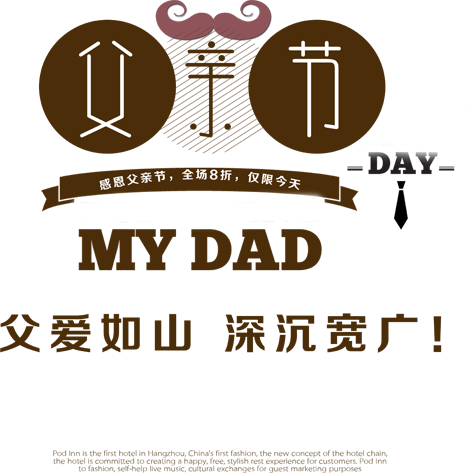 父亲节
感恩父亲节，全场8折，仅限今天
DAY
MY DAD
父爱如山 深沉宽广！
Pod Inn is the first hotel in Hangzhou, China's first fashion, the new concept of the hotel chain,
the hotel is committed to creating a happy, free, stylish rest experience for customers. Pod Inn
to fashion, self-help live music, cultural exchanges for guest marketing purposes